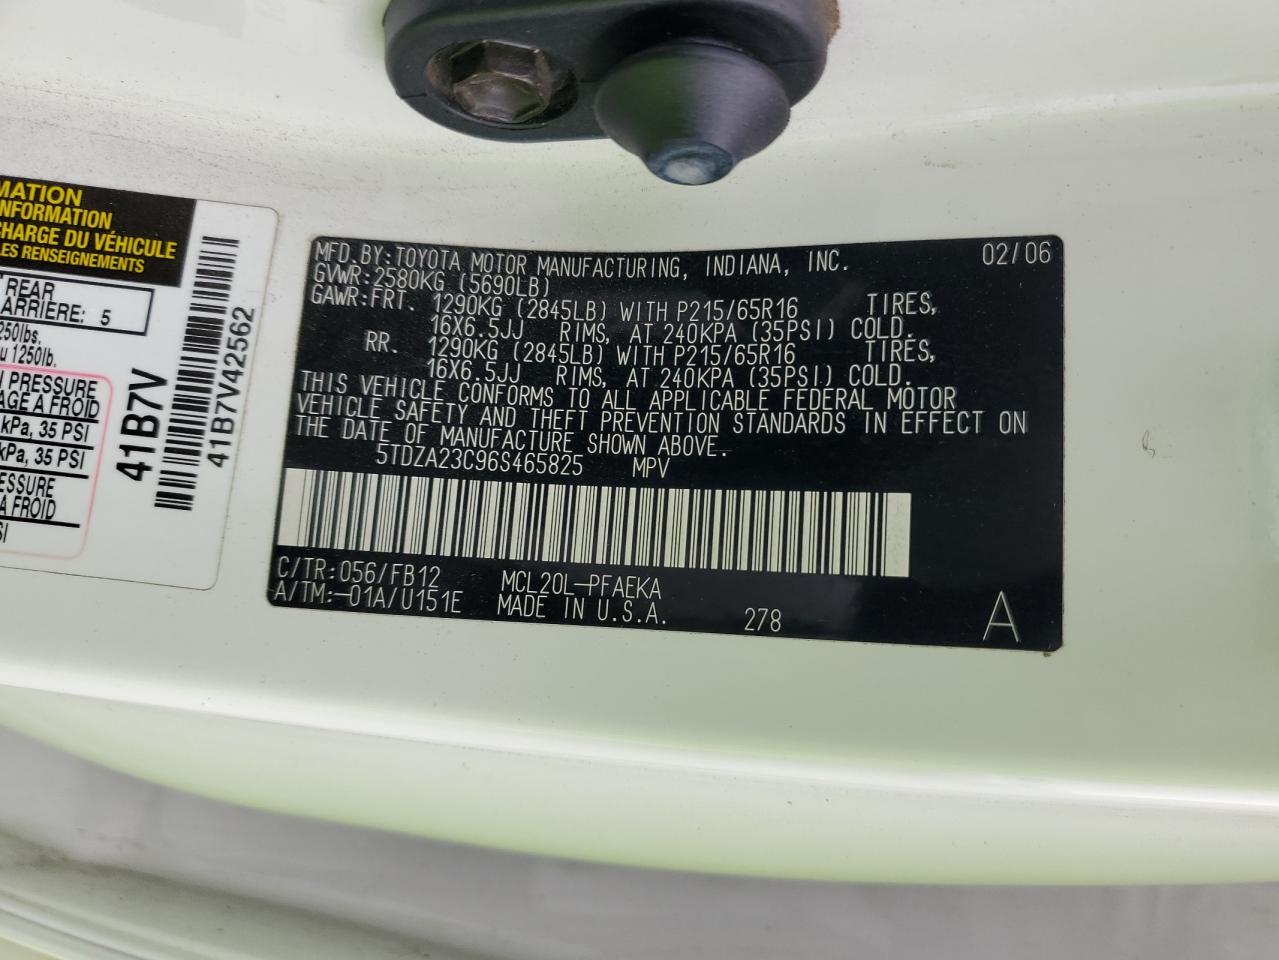 MATION
INFORMATION
CHARGE DU VÉHICULE
LES RENSEIGNEMENTS
REAR
ARRIÈRE: 5
1250lb.
PRESSURE
À FROID
kPa, 35 PSI
kPa, 35 PSI
À FROID
41B7V
41B7V42562
MFD.BY:TOYOTA MOTOR MANUFACTURING, INDIANA, INC. 02/06
GVWR:2580KG (5690LB)
GAWR:FRT. 1290KG (2845LB) WITH P215/65R16 TIRES,
16X6.5JJ RIMS, AT 240KPA (35PSI) COLD.
RR. 1290KG (2845LB) WITH P215/65R16 TIRES,
16X6.5JJ RIMS, AT 240KPA (35PSI) COLD.
THIS VEHICLE CONFORMS TO ALL APPLICABLE FEDERAL MOTOR
VEHICLE SAFETY AND THEFT PREVENTION STANDARDS IN EFFECT ON
THE DATE OF MANUFACTURE SHOWN ABOVE.
5TDZA23C96S465825 MPV
C/TR:056/FB12 MCL20L-PFAEKA
A/TM:-01A/U151E MADE IN U.S.A. 278 A